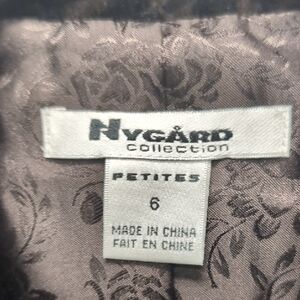 NYGÅRD
collection
PETITES
6
MADE IN CHINA
FAIT EN CHINE